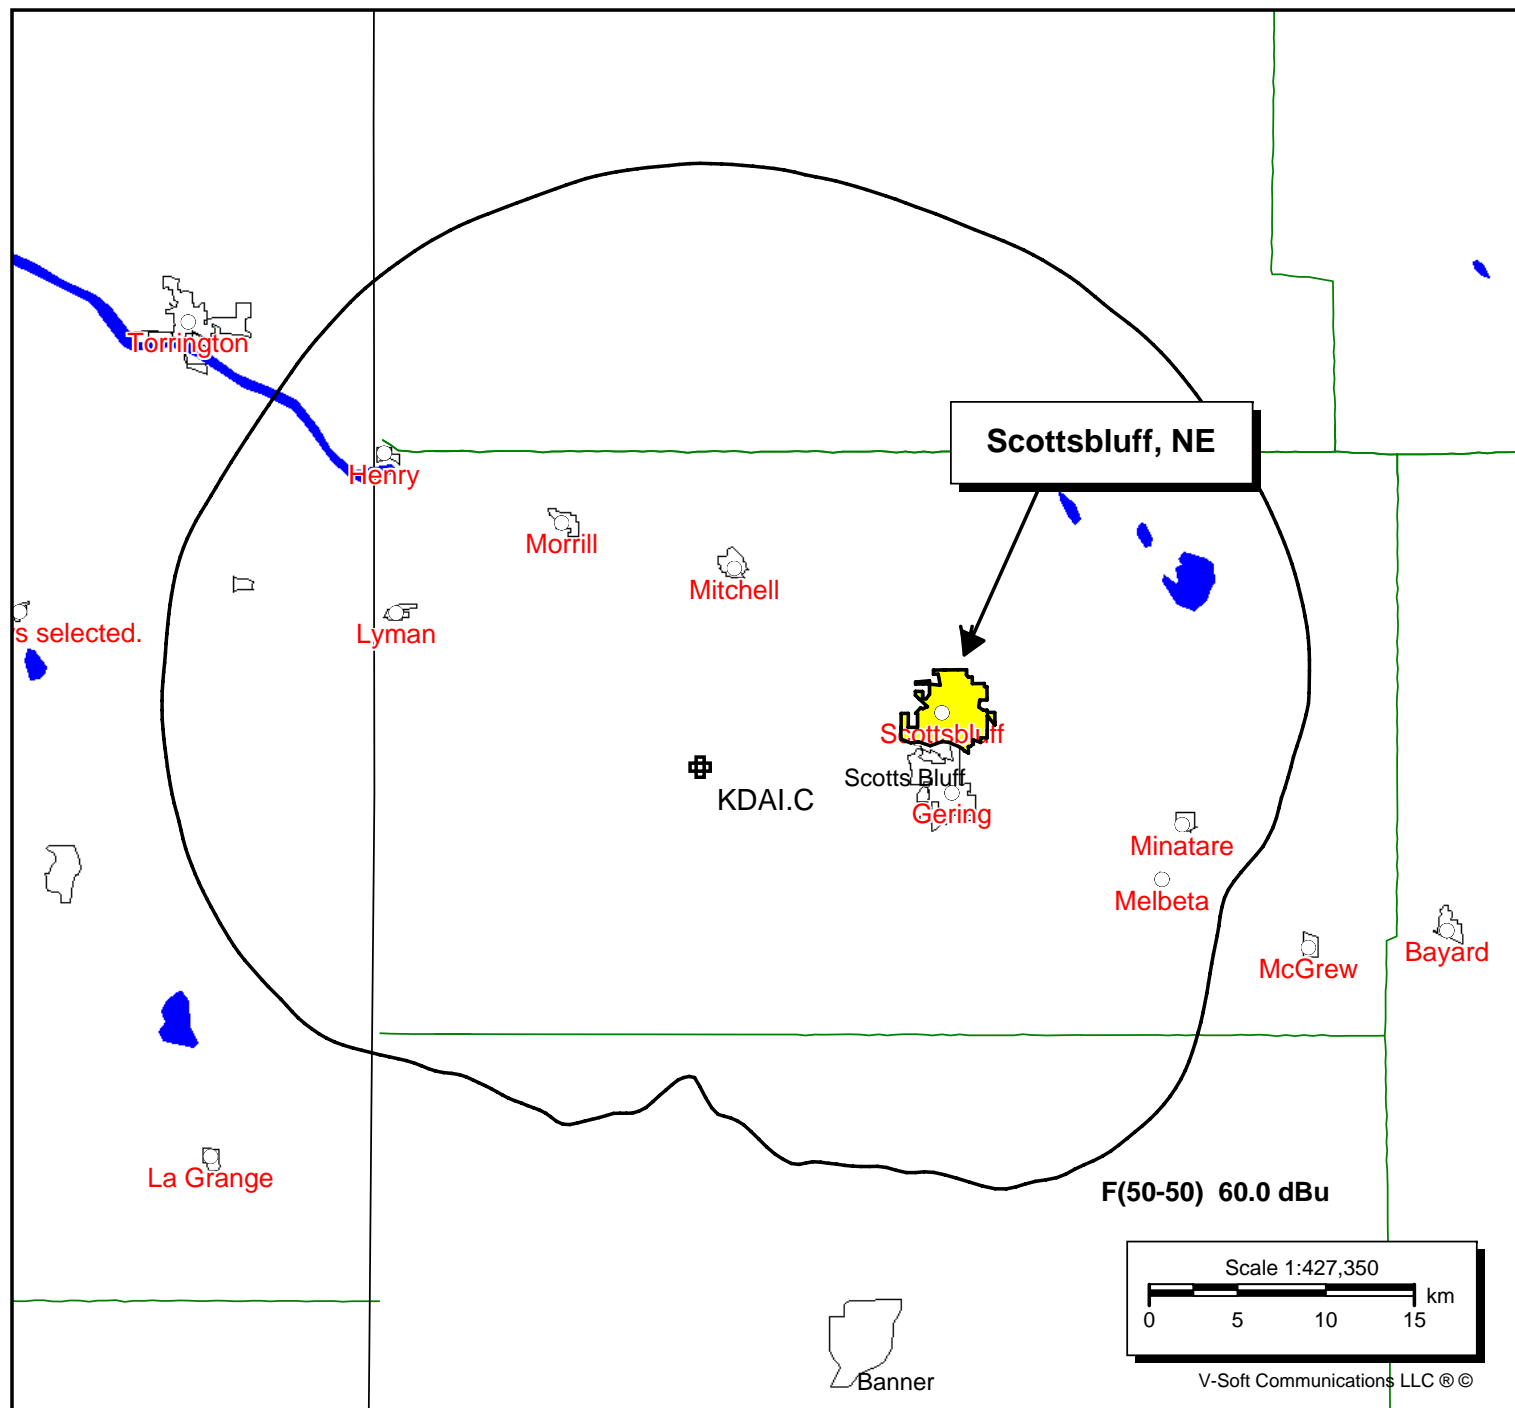 Torrington
Scottsbluff, NE
Henry
Morrill
Mitchell
s selected.
Lyman
Scottsbluff
Scotts Bluff
KDAI.C
Gering
Minatare
Melbeta
McGrew
Bayard
La Grange
F(50-50) 60.0 dBu
Scale 1:427,350
km
0 5 10 15
Banner
V-Soft Communications LLC ® ©